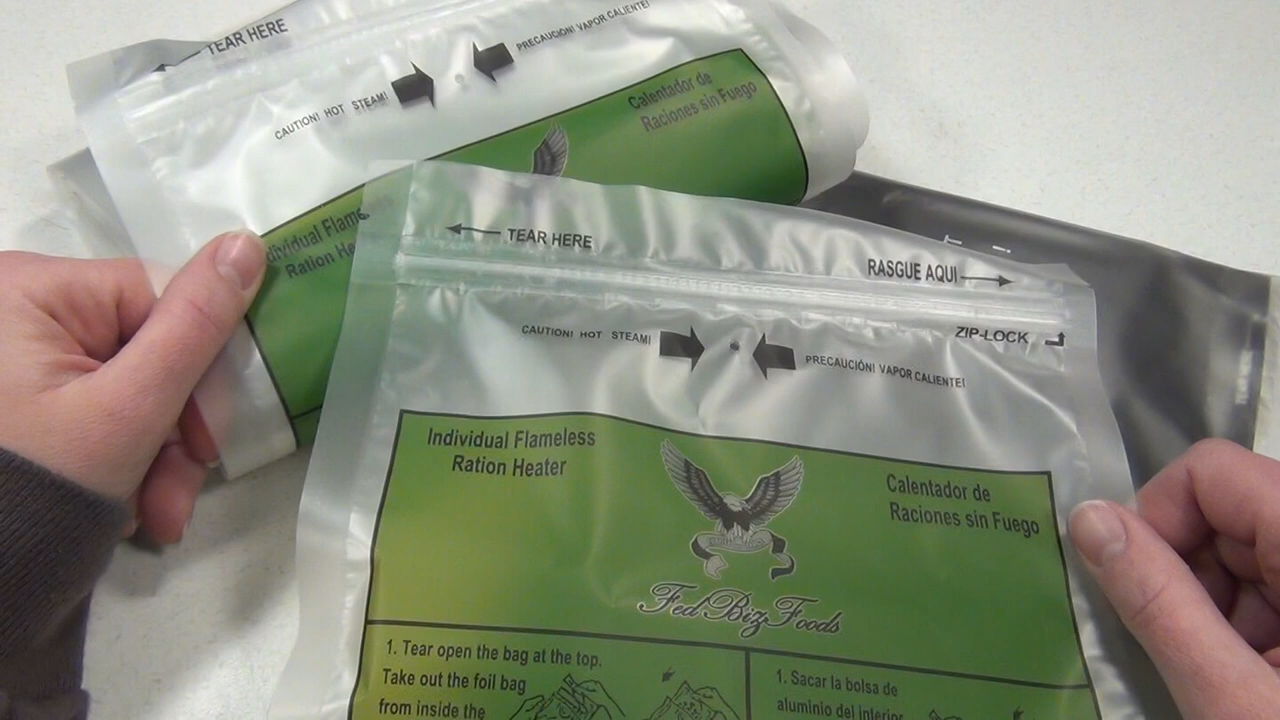 TEAR HERE
CAUTION! HOT STEAM!
PRECAUCIÓN! VAPOR CALIENTE!
Individual Flame
Ration He
Calentador de
Raciones sin Fuego
TEAR HERE
RASGUE AQUI
ZIP-LOCK
CAUTION! HOT STEAM!
PRECAUCIÓN! VAPOR CALIENTE!
Individual Flameless
Ration Heater
Calentador de
Raciones sin Fuego
FedBizFoods
1. Tear open the bag at the top.
Take out the foil bag
from inside the
1. Sacar la bolsa de
aluminio del interior